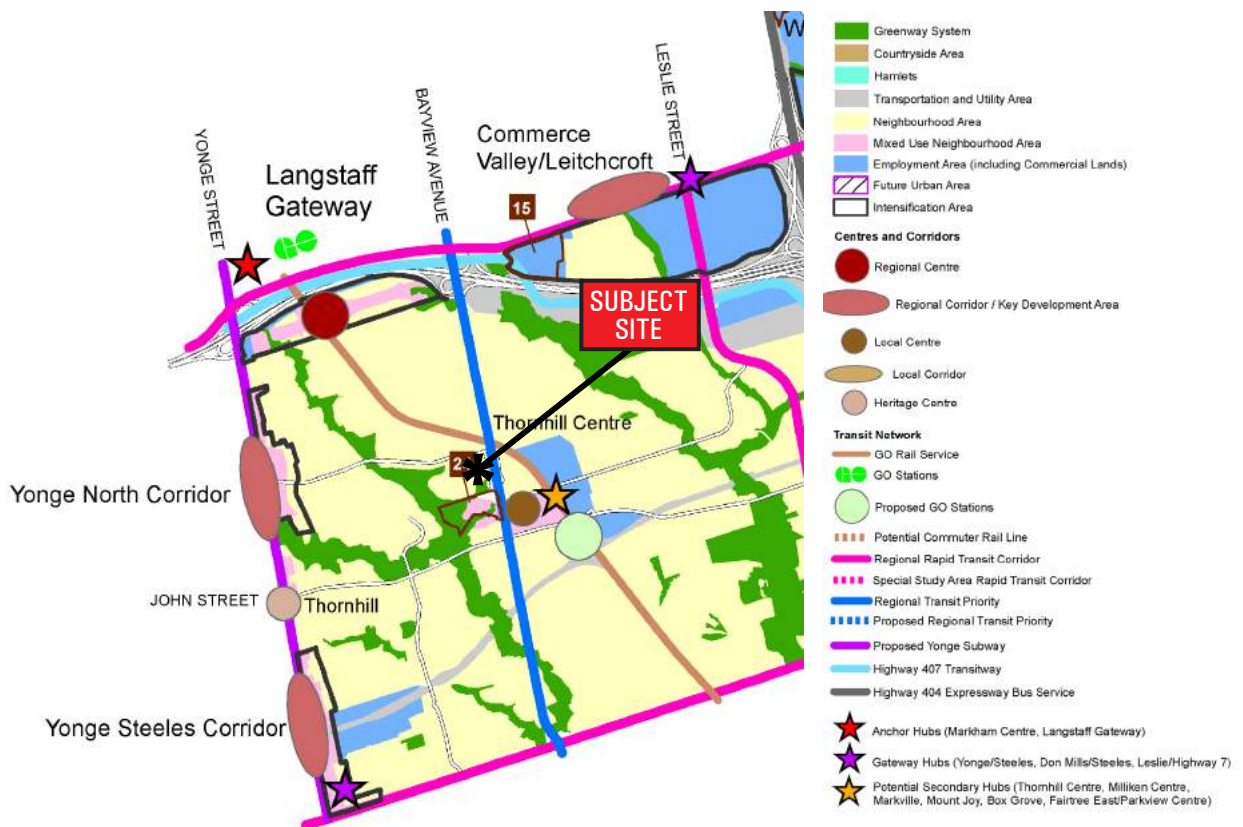 W
LESLIE STREET
BAYVIEW AVENUE
YONGE STREET
Commerce
Valley/Leitchcroft
Langstaff
Gateway
15
SUBJECT
SITE
Thornhill Centre
2
Yonge North Corridor
JOHN STREET
Thornhill
Yonge Steeles Corridor
Greenway System
Countryside Area
Hamlets
Transportation and Utility Area
Neighbourhood Area
Mixed Use Neighbourhood Area
Employment Area (including Commercial Lands)
Future Urban Area
Intensification Area
Centres and Corridors
Regional Centre
Regional Corridor / Key Development Area
Local Centre
Local Corridor
Heritage Centre
Transit Network
GO Rail Service
GO Stations
Proposed GO Stations
Potential Commuter Rail Line
Regional Rapid Transit Corridor
Special Study Area Rapid Transit Corridor
Regional Transit Priority
Proposed Regional Transit Priority
Proposed Yonge Subway
Highway 407 Transitway
Highway 404 Expressway Bus Service
Anchor Hubs (Markham Centre, Langstaff Gateway)
Gateway Hubs (Yonge/Steeles, Don Mills/Steeles, Leslie/Highway 7)
Potential Secondary Hubs (Thornhill Centre, Milliken Centre,
Markville, Mount Joy, Box Grove, Fairtree East/Parkview Centre)